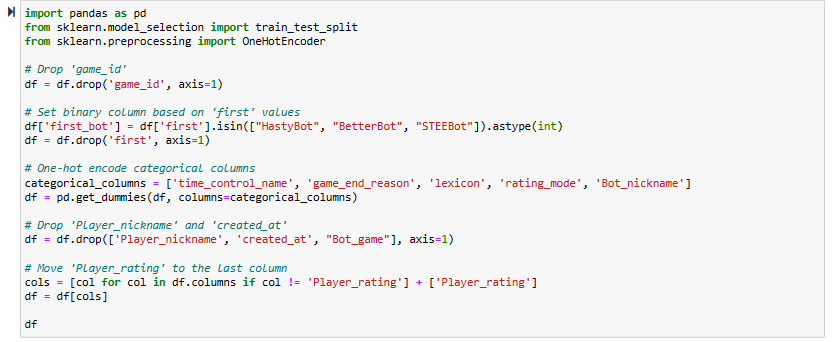 import pandas as pd
from sklearn.model_selection import train_test_split
from sklearn.preprocessing import OneHotEncoder
# Drop 'game_id'
df = df.drop('game_id', axis=1)
# Set binary column based on 'first' values
df['first_bot'] = df['first'].isin(["HastyBot", "BetterBot", "STEEBot"]).astype(int)
df = df.drop('first', axis=1)
# One-hot encode categorical columns
categorical_columns = ['time_control_name', 'game_end_reason', 'lexicon', 'rating_mode', 'Bot_nickname']
df = pd.get_dummies(df, columns=categorical_columns)
# Drop 'Player_nickname' and 'created_at'
df = df.drop(['Player_nickname', 'created_at', "Bot_game"], axis=1)
# Move 'Player_rating' to the last column
cols = [col for col in df.columns if col != 'Player_rating'] + ['Player_rating']
df = df[cols]
df